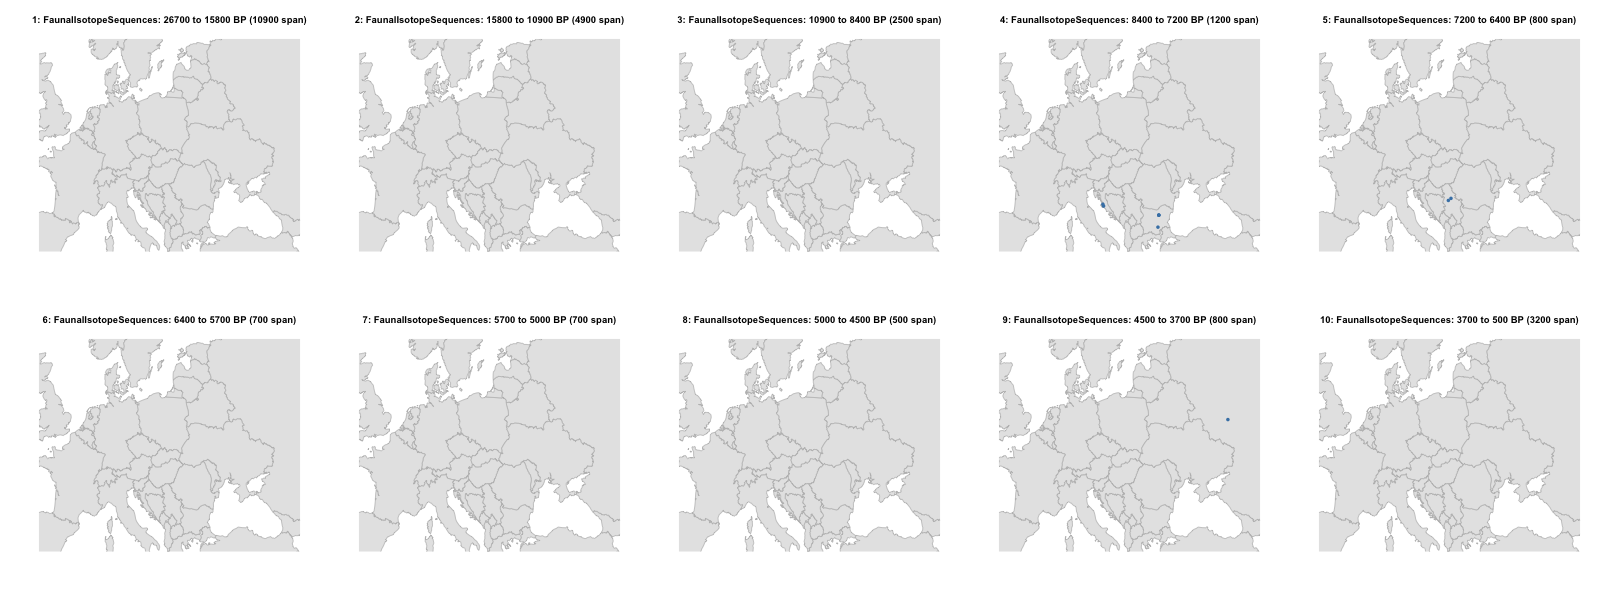 1: FaunalIsotopeSequences: 26700 to 15800 BP (10900 span)
2: FaunalIsotopeSequences: 15800 to 10900 BP (4900 span)
3: FaunalIsotopeSequences: 10900 to 8400 BP (2500 span)
4: FaunalIsotopeSequences: 8400 to 7200 BP (1200 span)
5: FaunalIsotopeSequences: 7200 to 6400 BP (800 span)
6: FaunalIsotopeSequences: 6400 to 5700 BP (700 span)
7: FaunalIsotopeSequences: 5700 to 5000 BP (700 span)
8: FaunalIsotopeSequences: 5000 to 4500 BP (500 span)
9: FaunalIsotopeSequences: 4500 to 3700 BP (800 span)
10: FaunalIsotopeSequences: 3700 to 500 BP (3200 span)